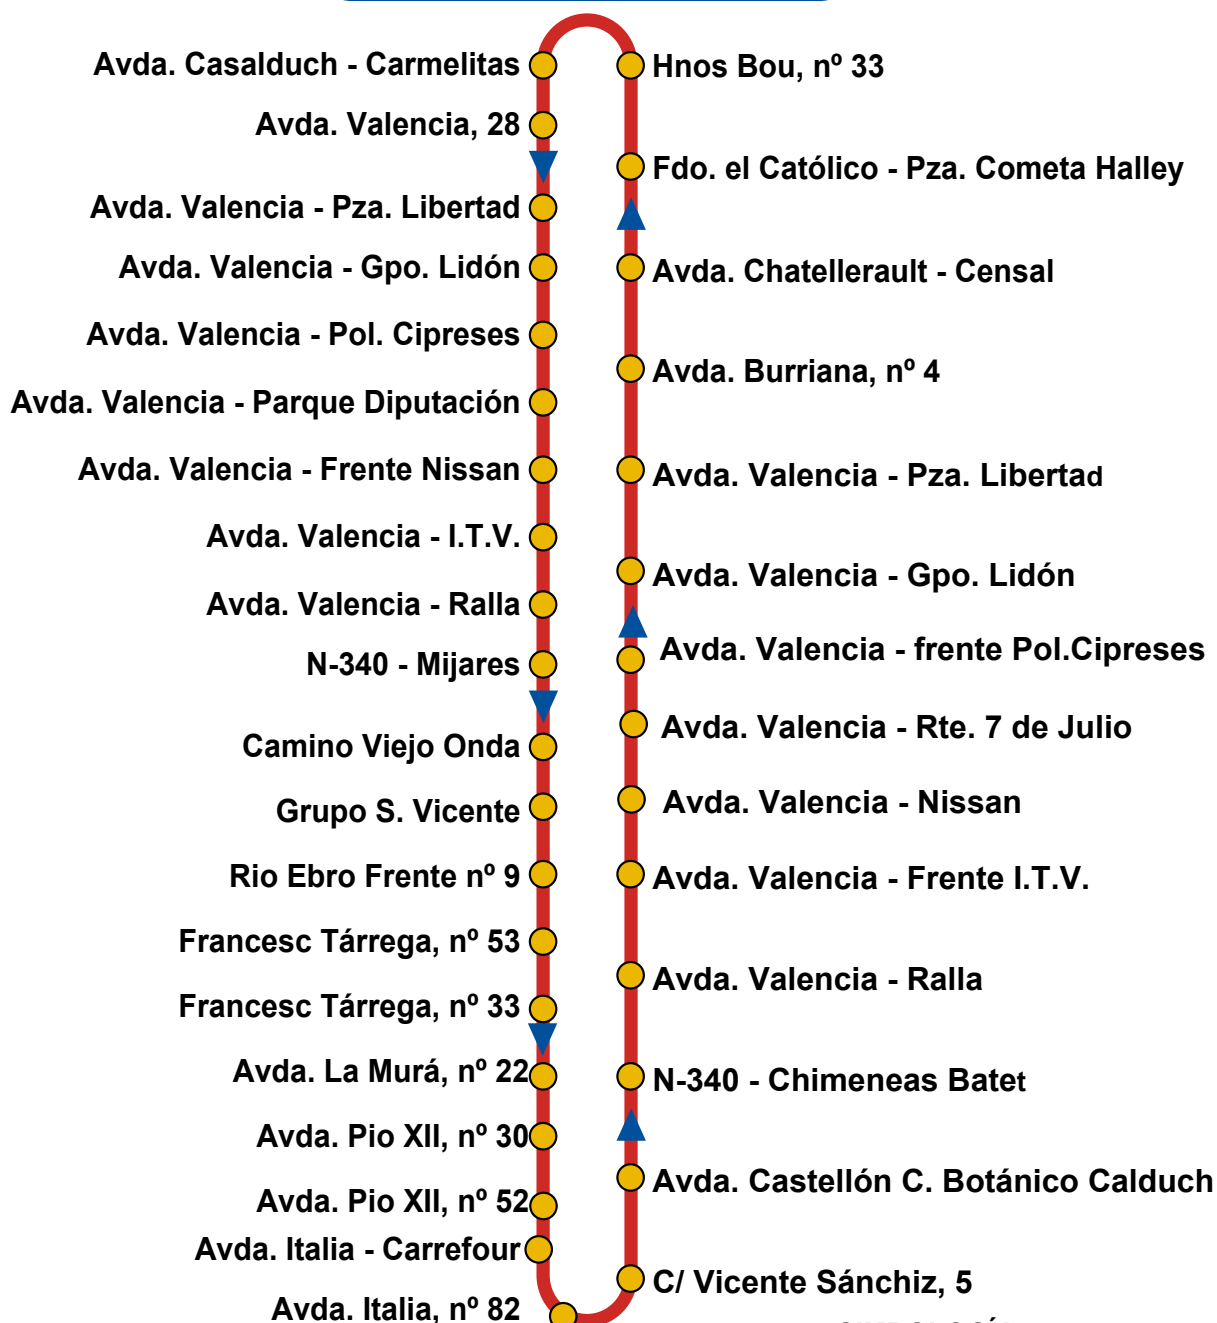 Avda. Casalduch - Carmelitas
Avda. Valencia, 28
Avda. Valencia - Pza. Libertad
Avda. Valencia - Gpo. Lidón
Avda. Valencia - Pol. Cipreses
Avda. Valencia - Parque Diputación
Avda. Valencia - Frente Nissan
Avda. Valencia - I.T.V.
Avda. Valencia - Ralla
N-340 - Mijares
Camino Viejo Onda
Grupo S. Vicente
Rio Ebro Frente nº 9
Francesc Tárrega, nº 53
Francesc Tárrega, nº 33
Avda. La Murá, nº 22
Avda. Pio XII, nº 30
Avda. Pio XII, nº 52
Avda. Italia - Carrefour
Avda. Italia, nº 82
Hnos Bou, nº 33
Fdo. el Católico - Pza. Cometa Halley
Avda. Chatellerault - Censal
Avda. Burriana, nº 4
Avda. Valencia - Pza. Libertad
Avda. Valencia - Gpo. Lidón
Avda. Valencia - frente Pol.Cipreses
Avda. Valencia - Rte. 7 de Julio
Avda. Valencia - Nissan
Avda. Valencia - Frente I.T.V.
Avda. Valencia - Ralla
N-340 - Chimeneas Batet
Avda. Castellón C. Botánico Calduch
C/ Vicente Sánchiz, 5